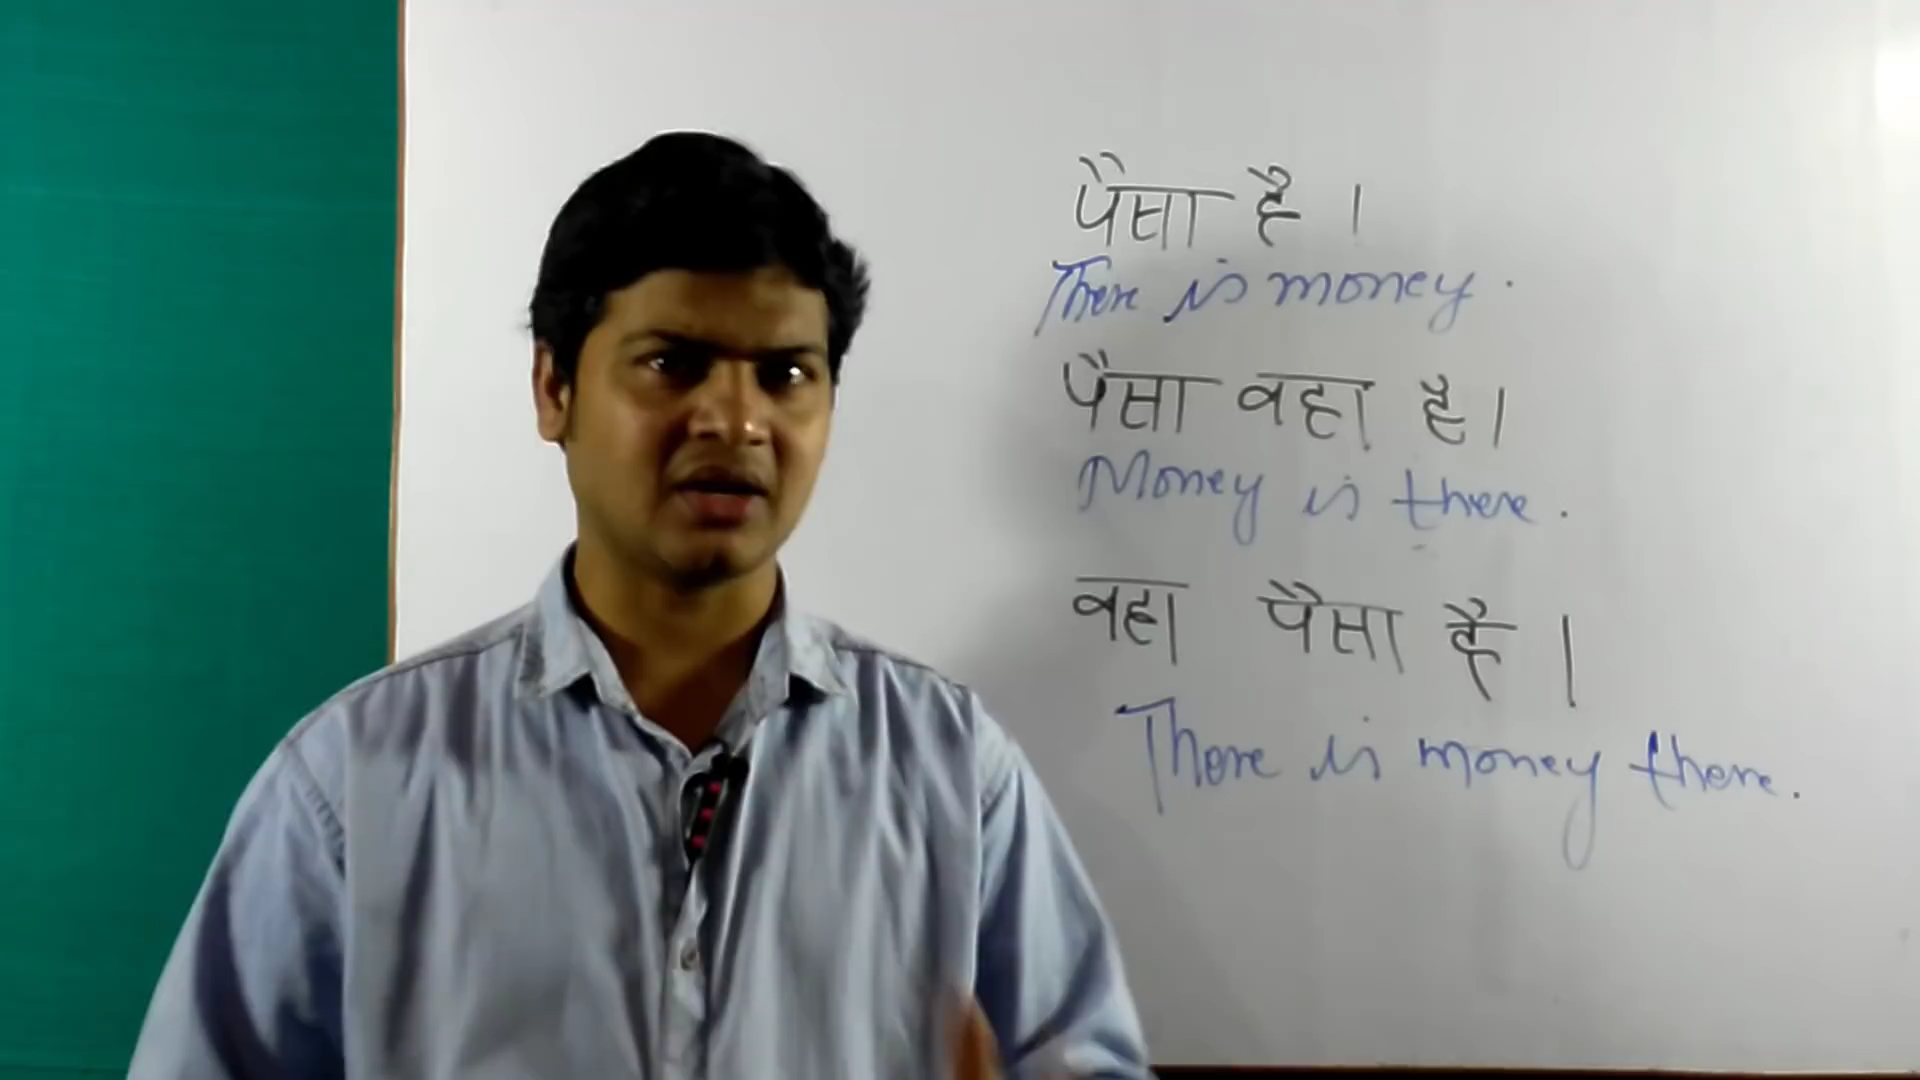 पैसा है ।
There is money.
पैसा वहा है ।
Money is there.
वहा पैसा है ।
There is money there.